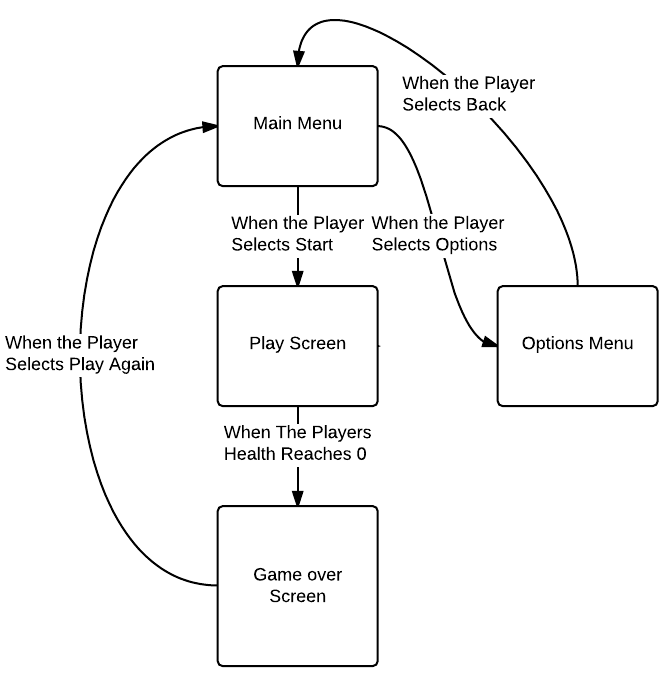 When the Player
Selects Back
Main Menu
When the Player
Selects Start
When the Player
Selects Options
When the Player
Selects Play Again
Play Screen
Options Menu
When The Players
Health Reaches 0
Game over
Screen